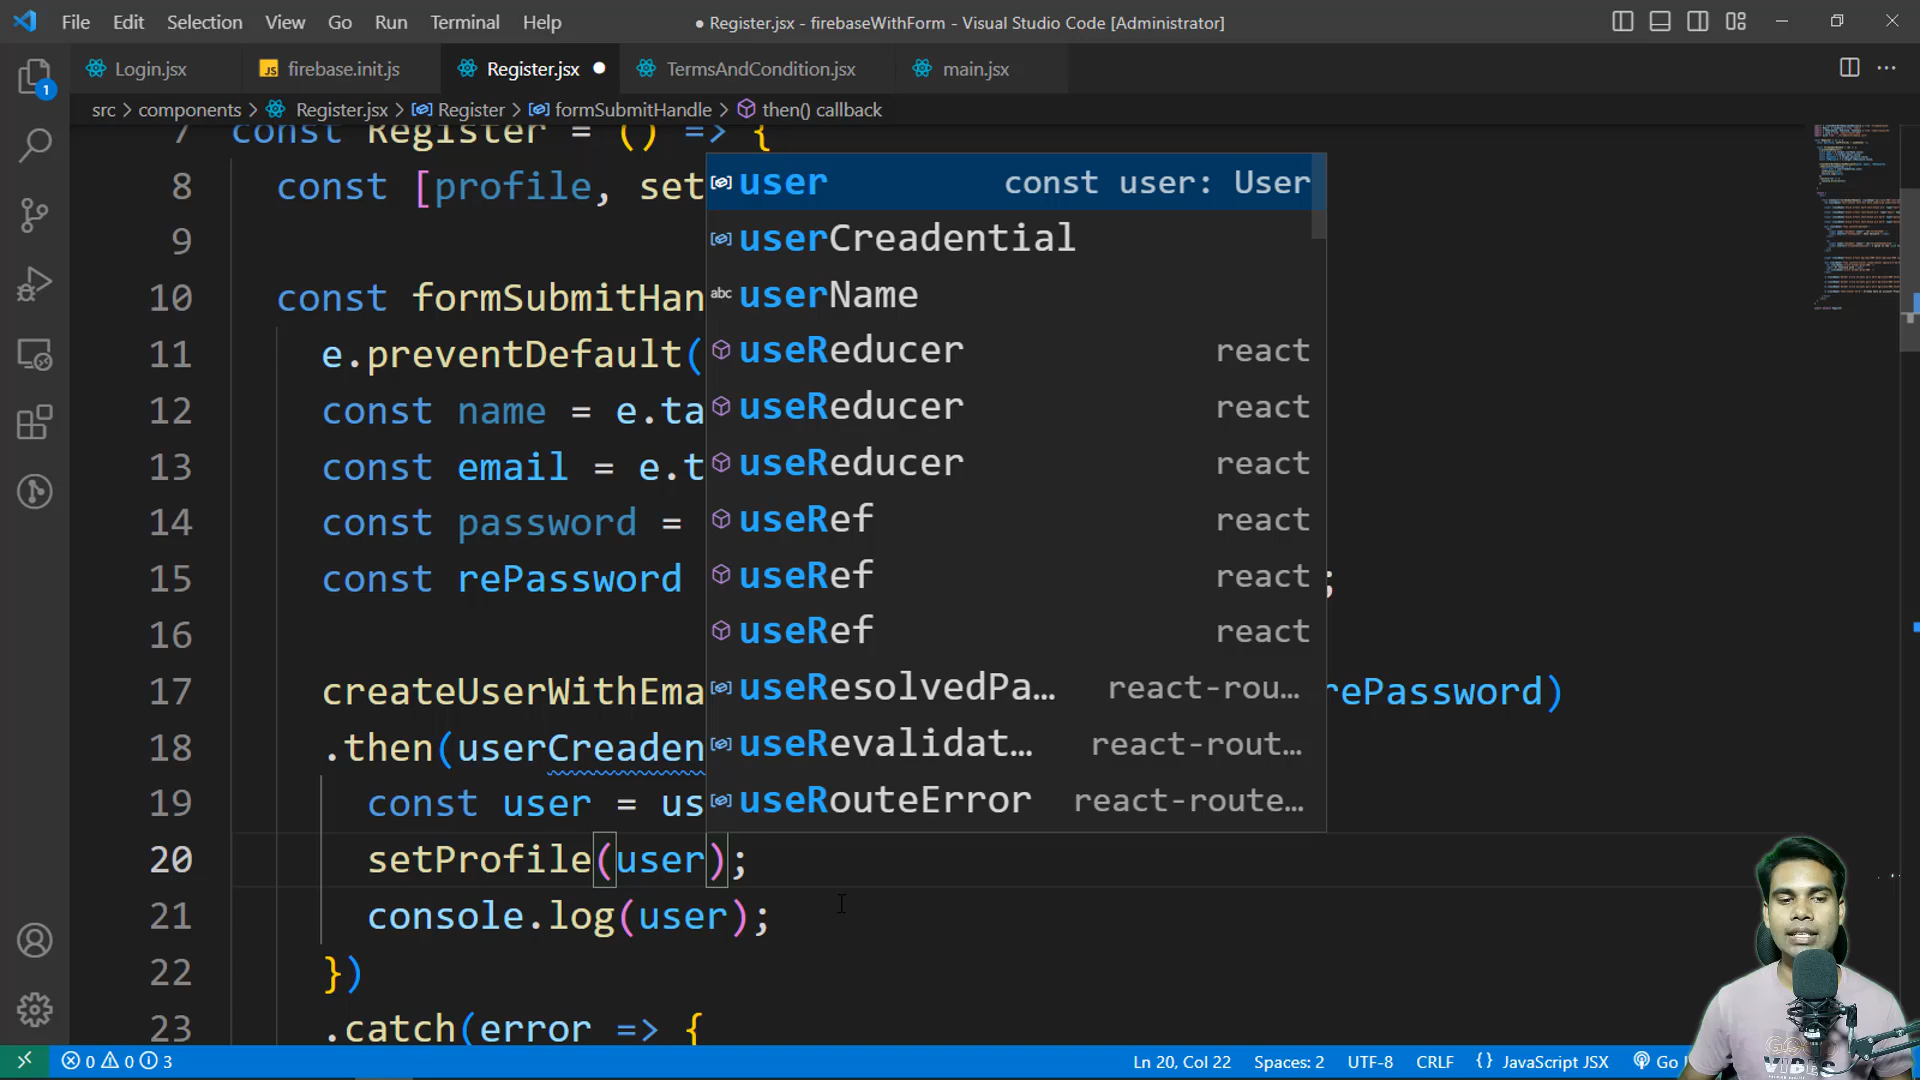 File Edit Selection View Go Run Terminal Help ● Register.jsx - firebaseWithForm - Visual Studio Code [Administrator]
Login.jsx JS firebase.init.js Register.jsx ● TermsAndCondition.jsx main.jsx
1
src > components > Register.jsx > Register > formSubmitHandle > then() callback
7 const Register = () => {
8 const [profile, set
9
10 const formSubmitHan
11 e.preventDefault(
12 const name = e.ta
13 const email = e.t
14 const password =
15 const rePassword ;
16
17 createUserWithEma rePassword)
18 .then(userCreaden
19 const user = us
20 setProfile(user);
21 console.log(user);
22 })
23 .catch(error => {
user const user: User
userCreadential
abc userName
useReducer react
useReducer react
useReducer react
useRef react
useRef react
useRef react
useResolvedPa… react-rou…
useRevalidat… react-rout…
useRouteError react-route…
0 0 3 Ln 20, Col 22 Spaces: 2 UTF-8 CRLF {} JavaScript JSX Go
VIBES